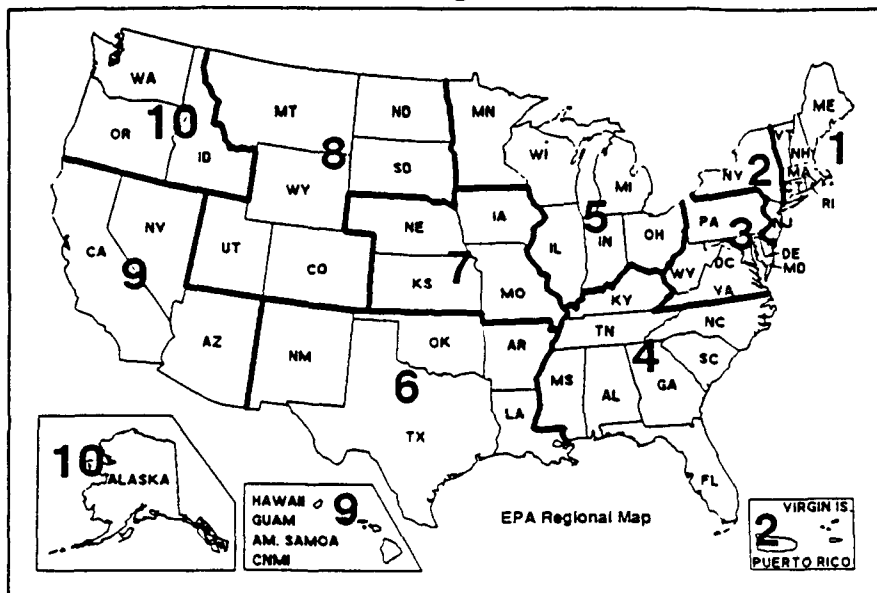 WA
MT
ND
MN
ME
OR
10
ID
8
SD
WY
WI
MI
NY
2
VT
NH
1
MA
CT
RI
NV
CA
9
UT
CO
NE
IA
7
KS
MO
IL
5
IN
OH
PA
NJ
3
DE
MD
DC
WV
VA
KY
AZ
NM
OK
AR
TN
NC
SC
4
6
TX
LA
MS
AL
GA
FL
10
ALASKA
HAWAII
9
GUAM
AM. SAMOA
CNMI
EPA Regional Map
VIRGIN IS.
2
PUERTO RICO